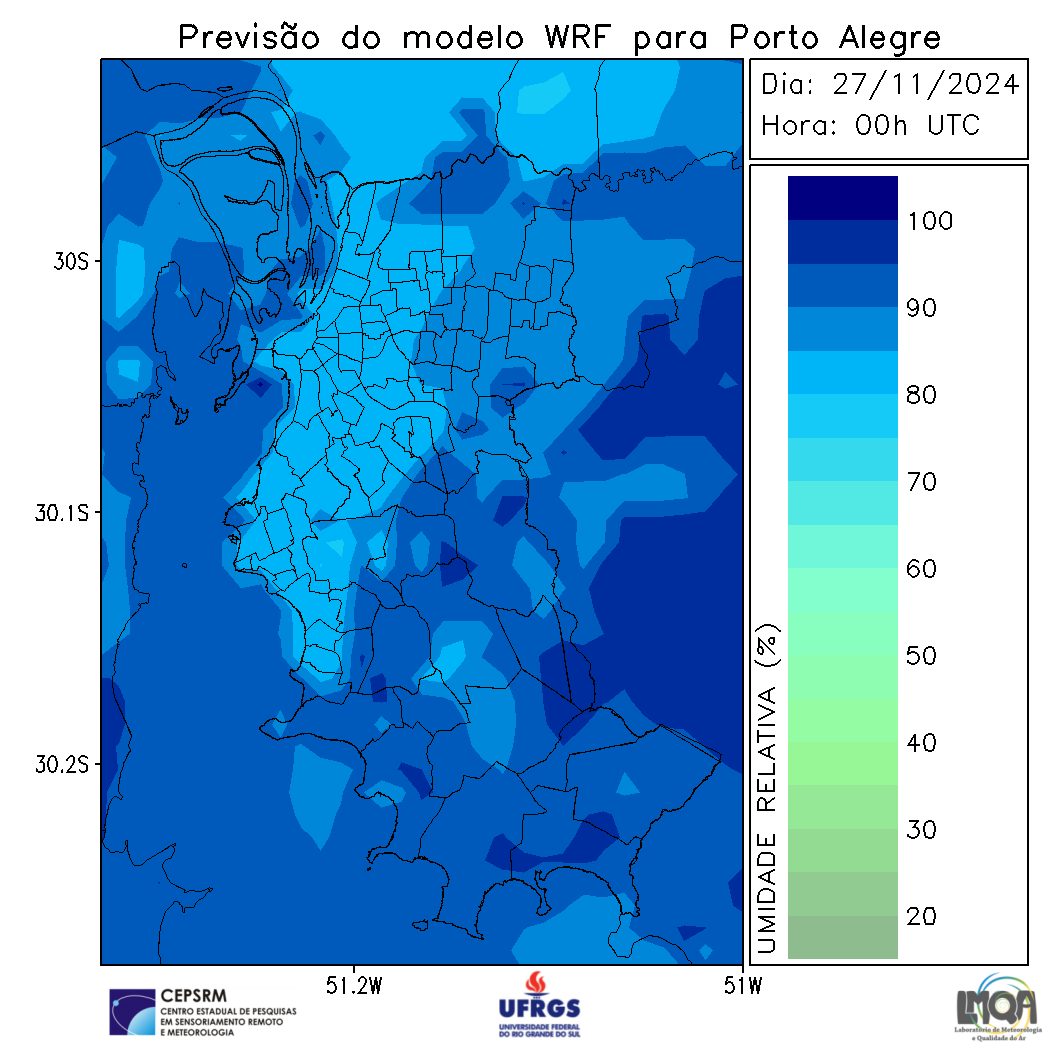 Previsão do modelo WRF para Porto Alegre
Dia: 27/11/2024
Hora: 00h UTC
100
90
80
70
60
50
40
30
20
UMIDADE RELATIVA (%)
30S
30.1S
30.2S
51.2W
51W
CEPSRM
CENTRO ESTADUAL DE PESQUISAS
EM SENSORIAMENTO REMOTO
E METEOROLOGIA
UFRGS
UNIVERSIDADE FEDERAL
DO RIO GRANDE DO SUL
LMQA
Laboratório de Meteorologia
e Qualidade do Ar